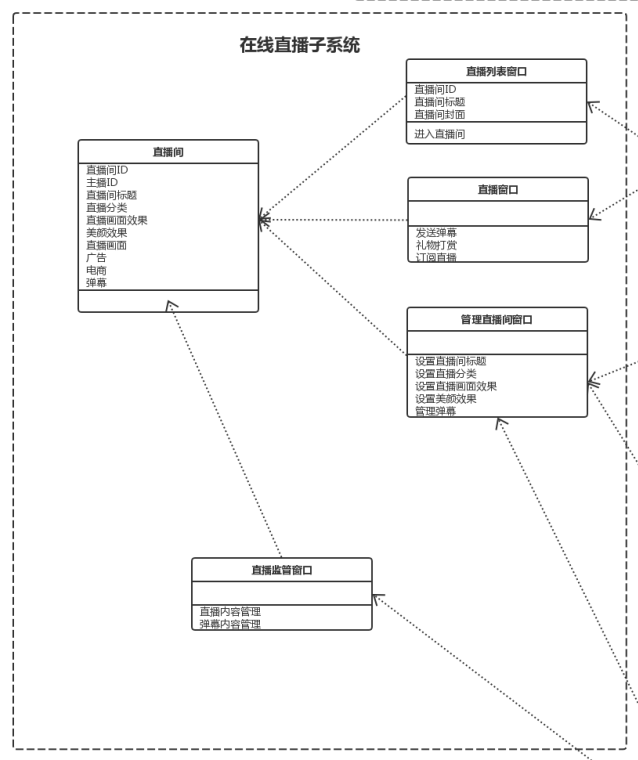 在线直播子系统
直播列表窗口
直播间ID
直播间标题
直播间封面
进入直播间
直播间
直播间ID
主播ID
直播间标题
直播分类
直播画面效果
美颜效果
直播画面
广告
电商
弹幕
直播窗口
发送弹幕
礼物打赏
订阅直播
管理直播间窗口
设置直播间标题
设置直播分类
设置直播画面效果
设置美颜效果
管理弹幕
直播监管窗口
直播内容管理
弹幕内容管理